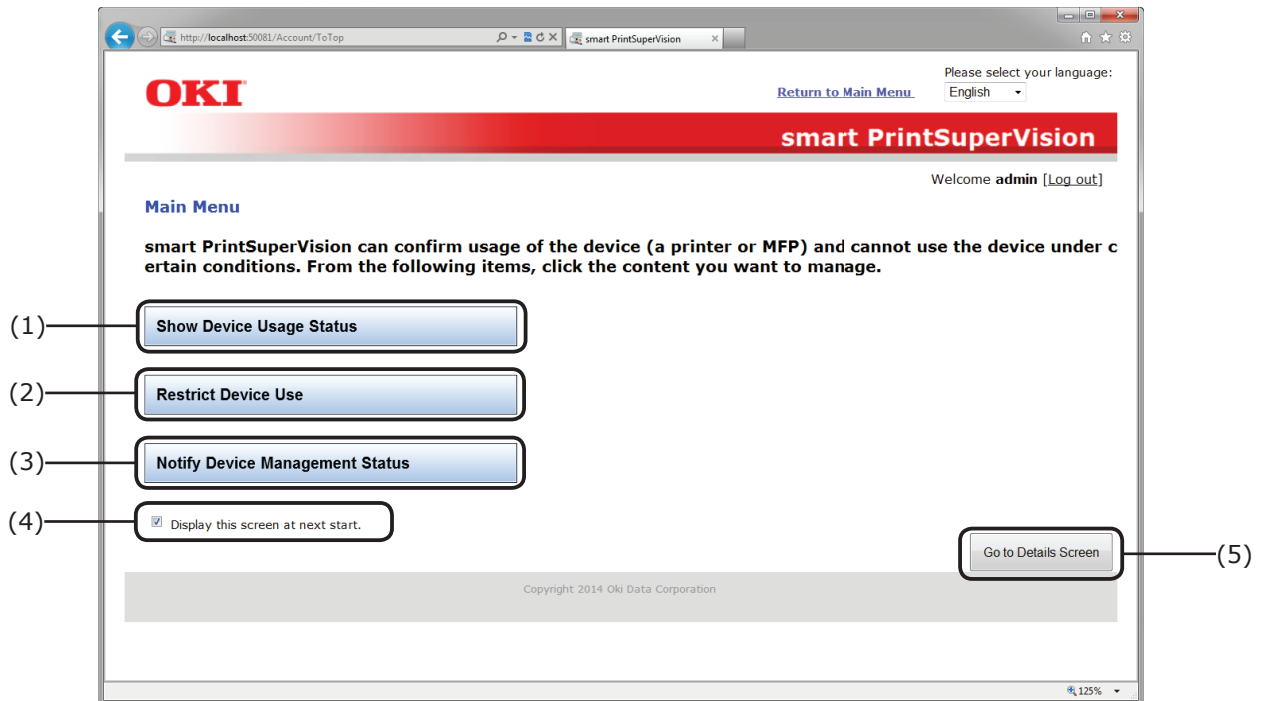 http://localhost:50081/Account/ToTop
smart PrintSuperVision
OKI
Return to Main Menu
Please select your language:
English
smart PrintSuperVision
Welcome admin [Log out]
Main Menu
smart PrintSuperVision can confirm usage of the device (a printer or MFP) and cannot use the device under c
ertain conditions. From the following items, click the content you want to manage.
(1)
Show Device Usage Status
(2)
Restrict Device Use
(3)
Notify Device Management Status
(4)
Display this screen at next start.
Go to Details Screen
(5)
Copyright 2014 Oki Data Corporation
125%